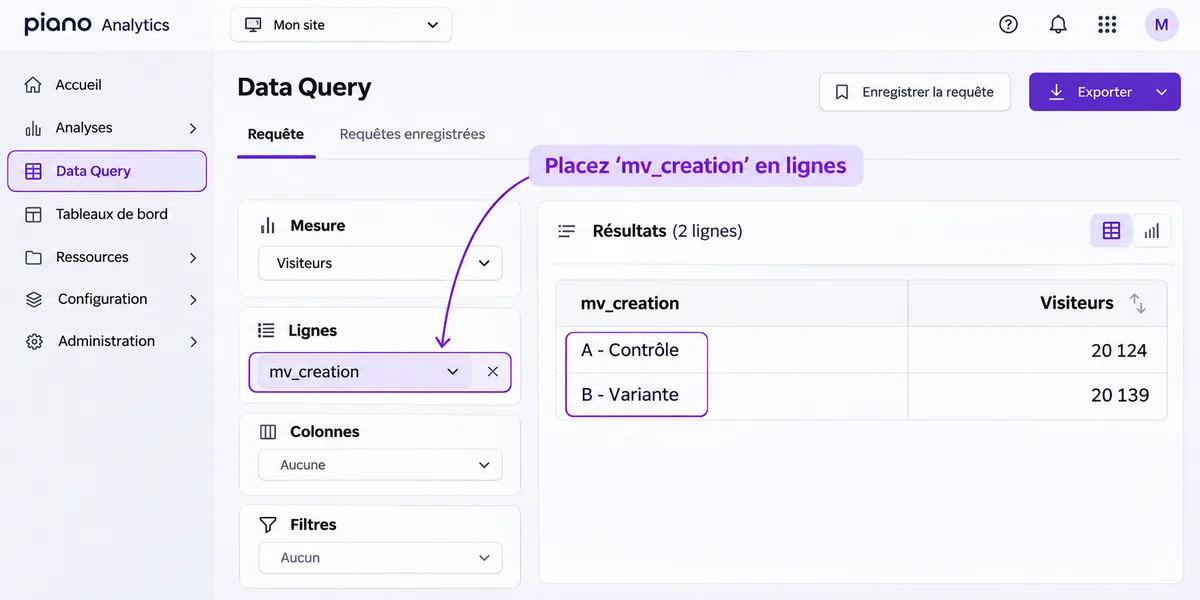 piano Analytics
Mon site
M
Accueil
Analyses
Data Query
Tableaux de bord
Ressources
Configuration
Administration
Data Query
Enregistrer la requête
Exporter
Requête
Requêtes enregistrées
Placez ‘mv_creation’ en lignes
Mesure
Visiteurs
Lignes
mv_creation
Colonnes
Aucune
Filtres
Aucun
Résultats (2 lignes)
mv_creation Visiteurs
A - Contrôle 20 124
B - Variante 20 139